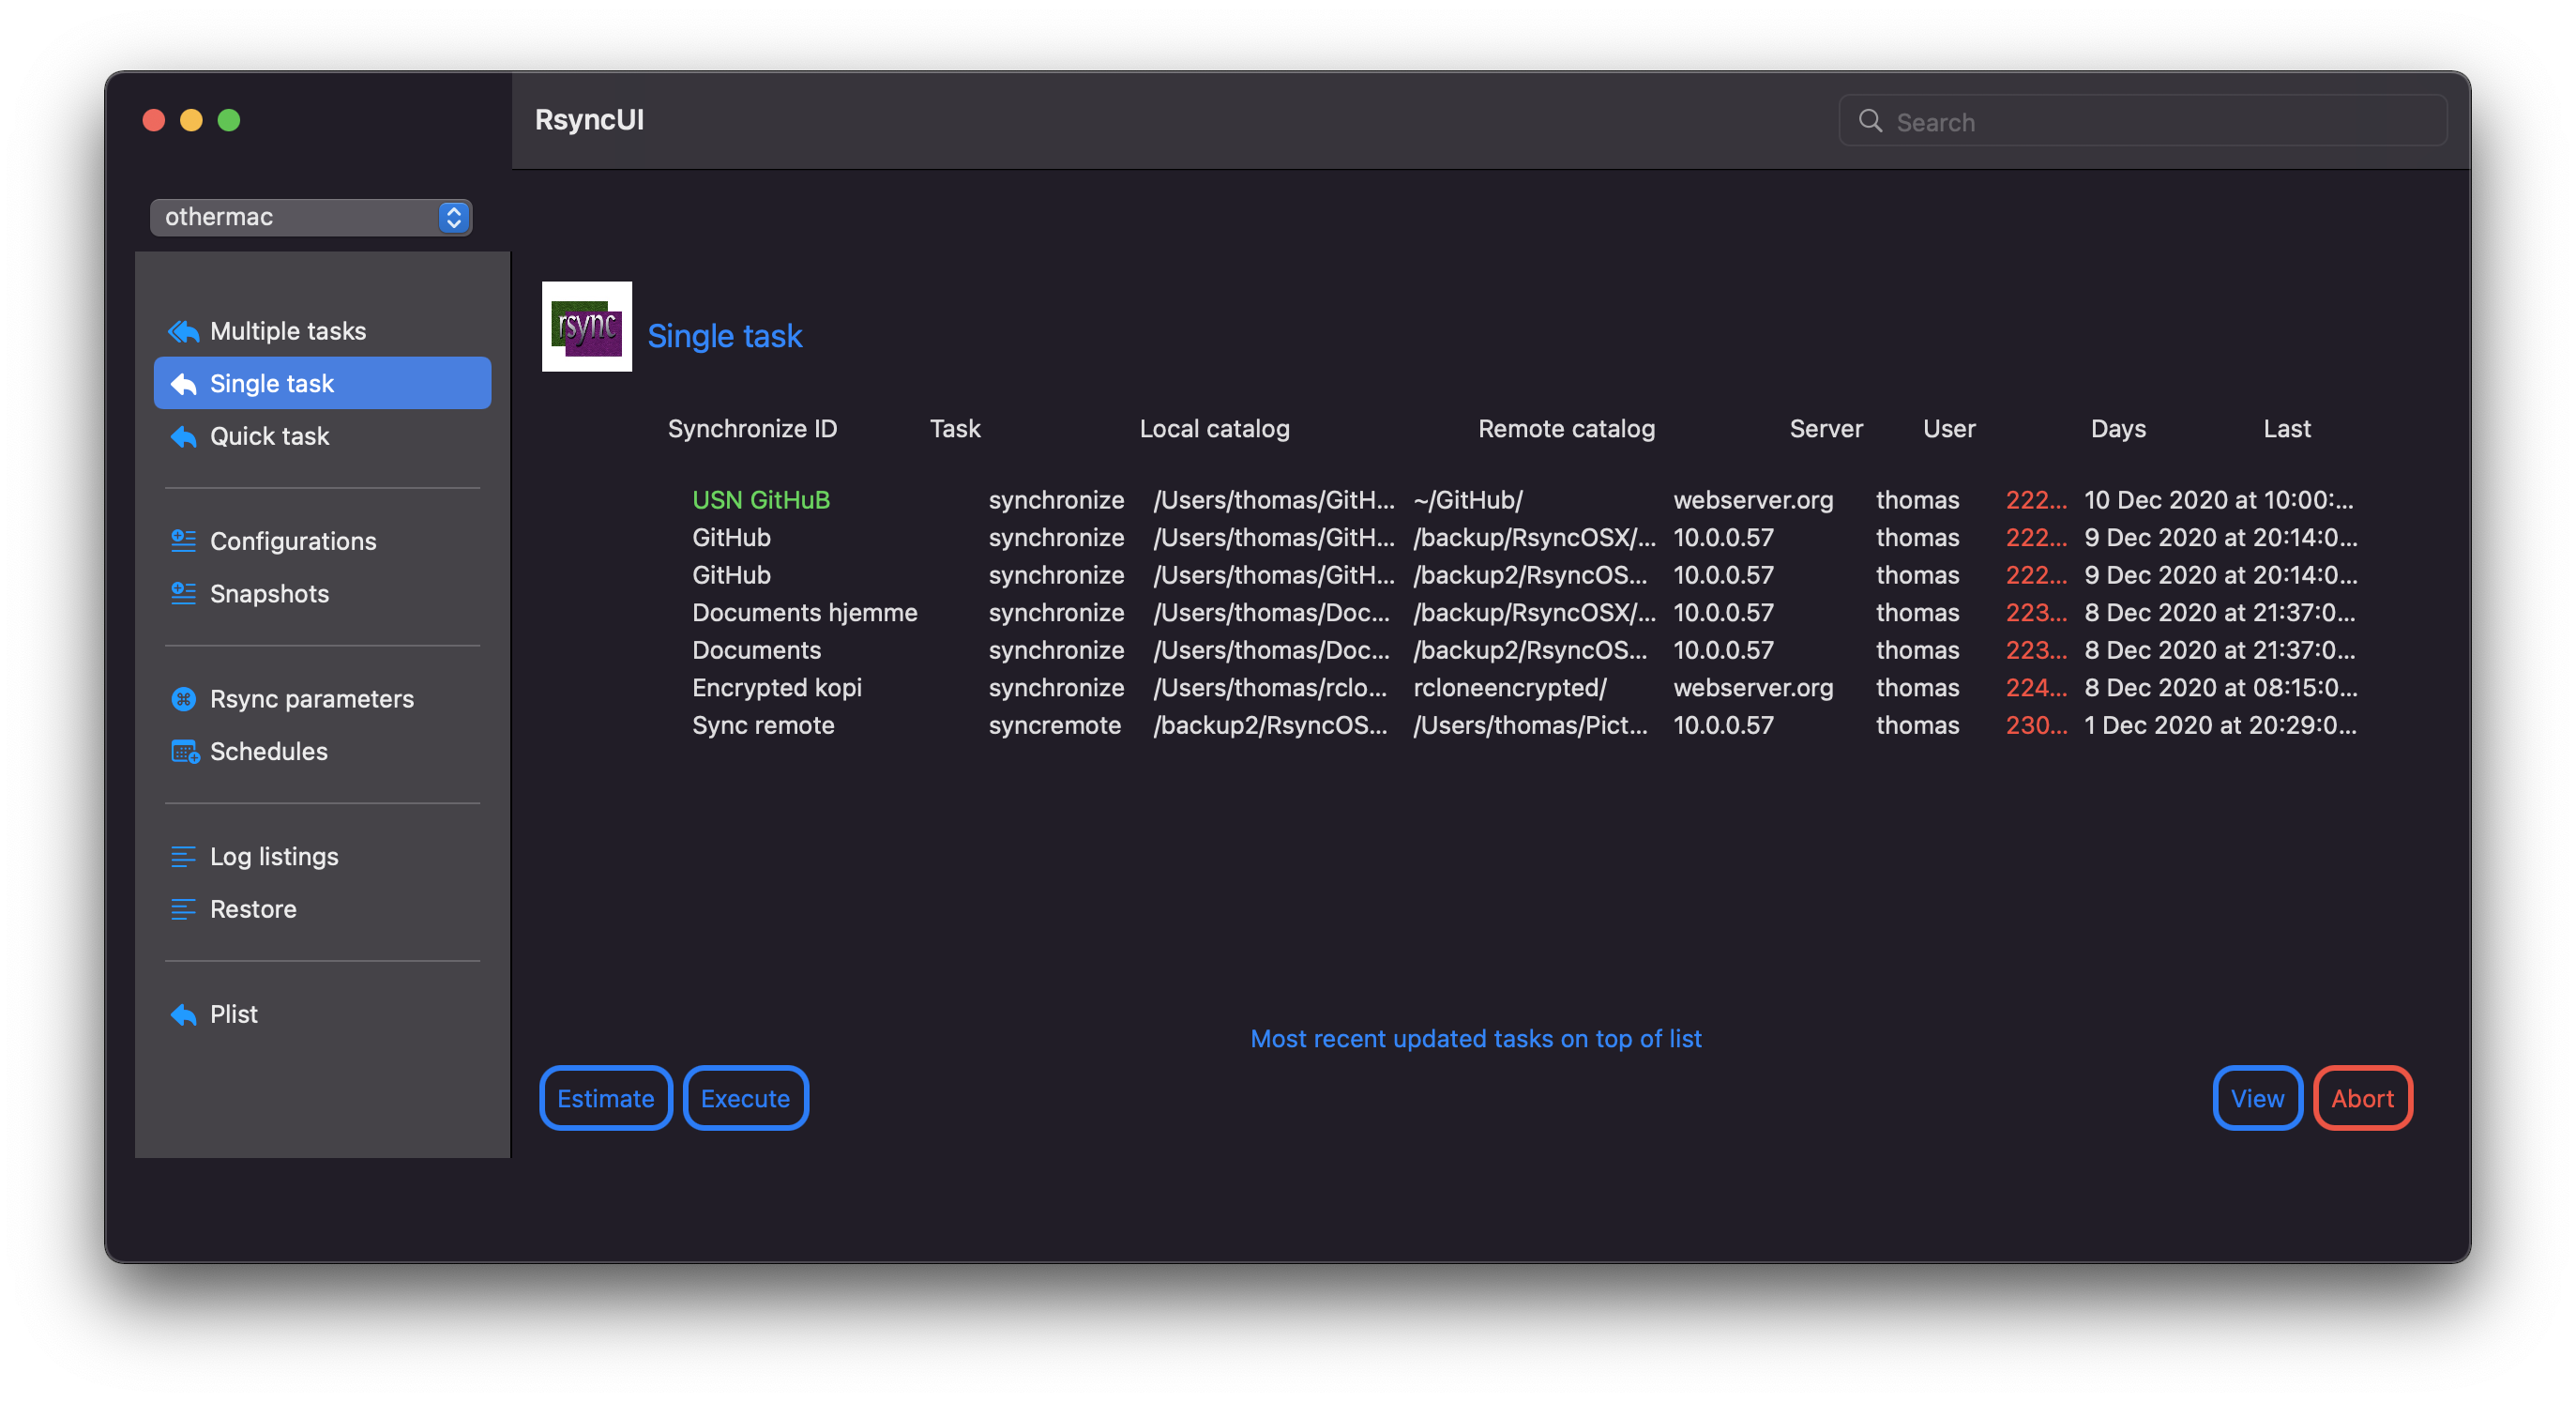 RsyncUI
Search
othermac
Multiple tasks
Single task
Quick task
Configurations
Snapshots
Rsync parameters
Schedules
Log listings
Restore
Plist
rsync
Single task
Synchronize ID Task Local catalog Remote catalog Server User Days Last
USN GitHuB synchronize /Users/thomas/GitH... ~/GitHub/ webserver.org thomas 222... 10 Dec 2020 at 10:00:...
GitHub synchronize /Users/thomas/GitH... /backup/RsyncOSX/... 10.0.0.57 thomas 222... 9 Dec 2020 at 20:14:0...
GitHub synchronize /Users/thomas/GitH... /backup2/RsyncOS... 10.0.0.57 thomas 222... 9 Dec 2020 at 20:14:0...
Documents hjemme synchronize /Users/thomas/Doc... /backup/RsyncOSX/... 10.0.0.57 thomas 223... 8 Dec 2020 at 21:37:0...
Documents synchronize /Users/thomas/Doc... /backup2/RsyncOS... 10.0.0.57 thomas 223... 8 Dec 2020 at 21:37:0...
Encrypted kopi synchronize /Users/thomas/rclo... rcloneencrypted/ webserver.org thomas 224... 8 Dec 2020 at 08:15:0...
Sync remote syncremote /backup2/RsyncOS... /Users/thomas/Pict... 10.0.0.57 thomas 230... 1 Dec 2020 at 20:29:0...
Most recent updated tasks on top of list
Estimate Execute View Abort